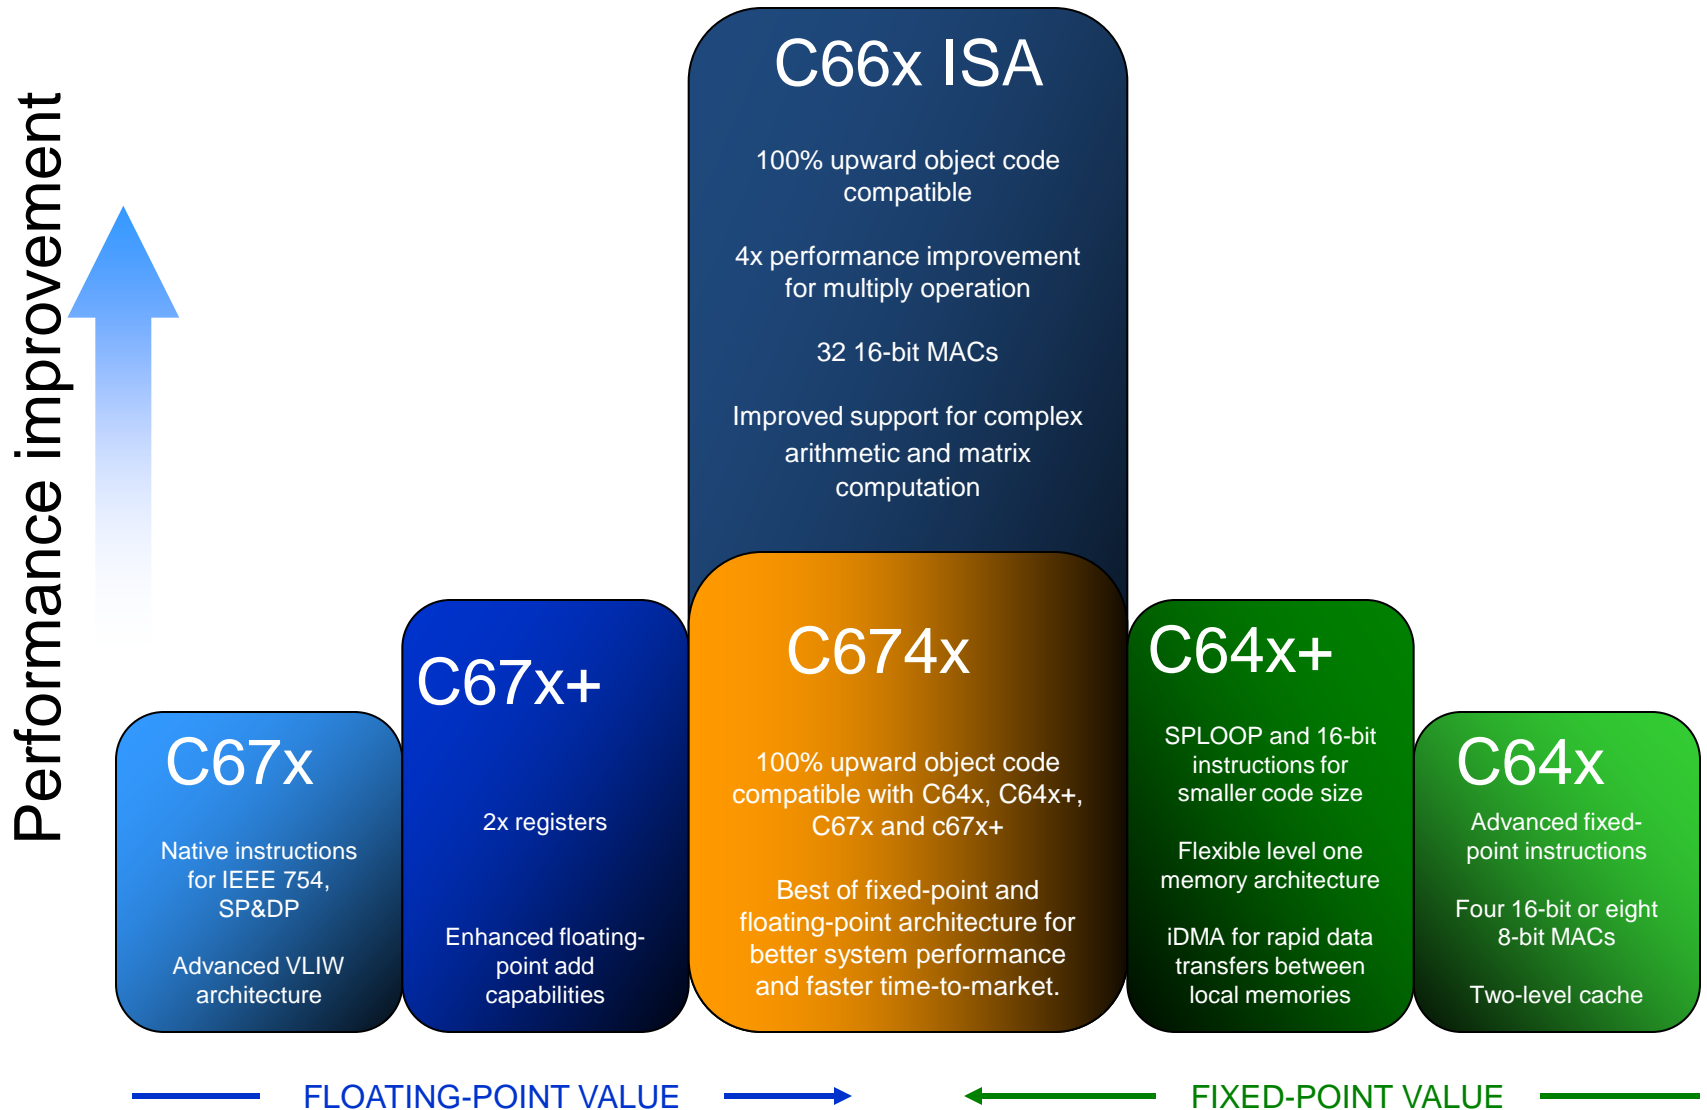 Performance improvement
C66x ISA
100% upward object code
compatible
4x performance improvement
for multiply operation
32 16-bit MACs
Improved support for complex
arithmetic and matrix
computation
C67x
Native instructions
for IEEE 754,
SP&DP
Advanced VLIW
architecture
C67x+
2x registers
Enhanced floating-
point add
capabilities
C674x
100% upward object code
compatible with C64x, C64x+,
C67x and c67x+
Best of fixed-point and
floating-point architecture for
better system performance
and faster time-to-market.
C64x+
SPLOOP and 16-bit
instructions for
smaller code size
Flexible level one
memory architecture
iDMA for rapid data
transfers between
local memories
C64x
Advanced fixed-
point instructions
Four 16-bit or eight
8-bit MACs
Two-level cache
FLOATING-POINT VALUE
FIXED-POINT VALUE